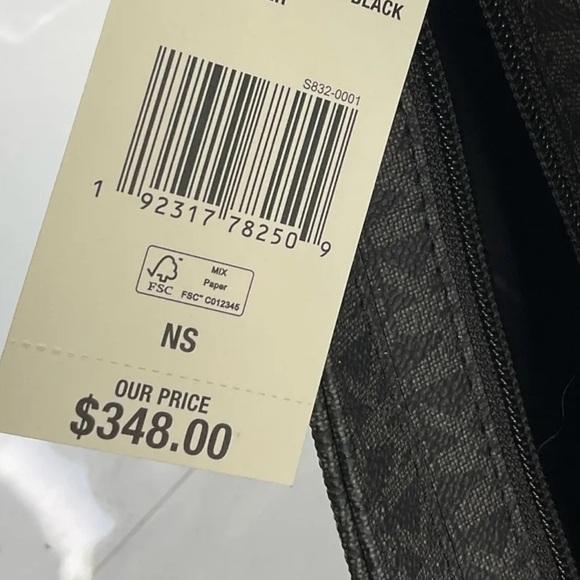 BLACK
S832-0001
1 92317 78250 9
MIX
Paper
FSC
FSC™ C012345
NS
OUR PRICE
$348.00